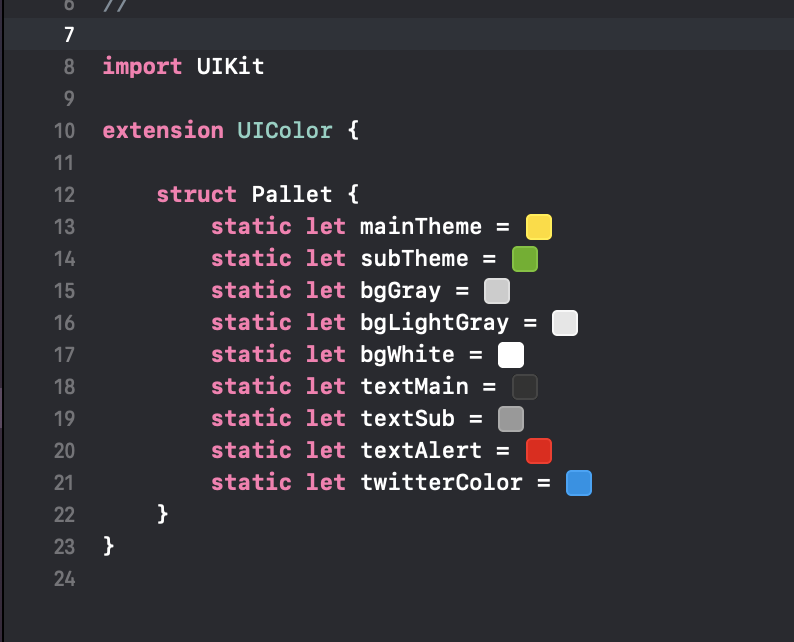 6 //
7
8 import UIKit
9
10 extension UIColor {
11
12 struct Pallet {
13 static let mainTheme =
14 static let subTheme =
15 static let bgGray =
16 static let bgLightGray =
17 static let bgWhite =
18 static let textMain =
19 static let textSub =
20 static let textAlert =
21 static let twitterColor =
22 }
23 }
24